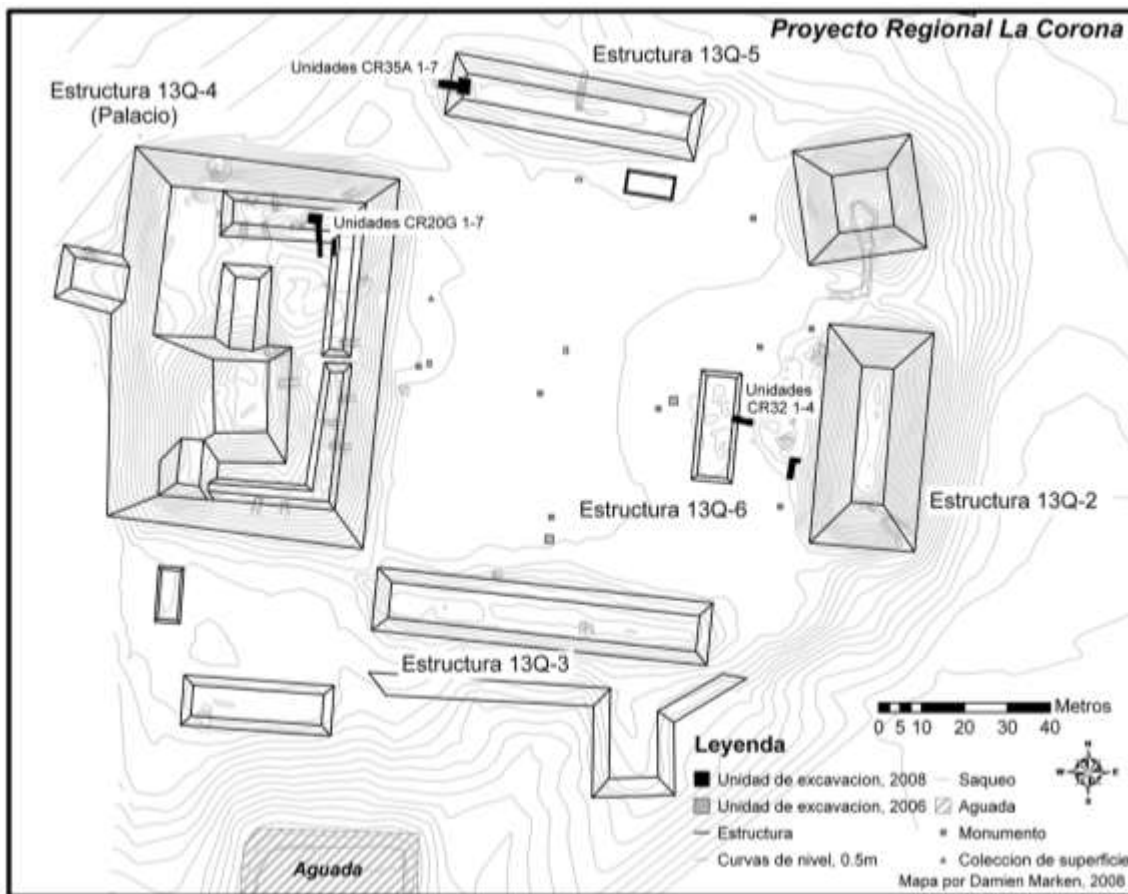 Proyecto Regional La Corona
Estructura 13Q-5
Unidades CR35A 1-7
Estructura 13Q-4
(Palacio)
Unidades CR20G 1-7
Unidades
CR32 1-4
Estructura 13Q-6
Estructura 13Q-2
Estructura 13Q-3
Metros
0 5 10 20 30 40
Leyenda
Unidad de excavacion, 2008
Unidad de excavacion, 2006
Estructura
Curvas de nivel, 0.5m
Saqueo
Aguada
Monumento
Coleccion de superficie
N
W E
S
Mapa por Damien Marken, 2008
Aguada